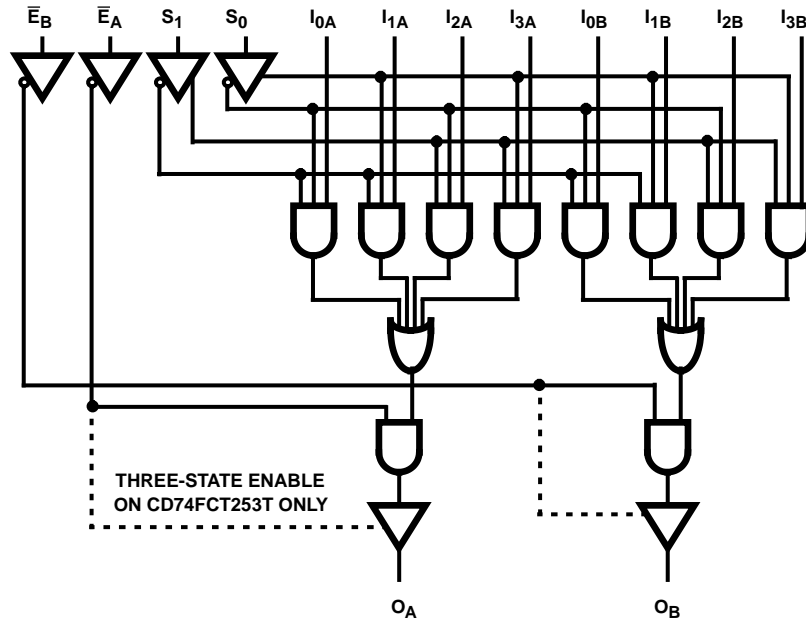 E̅B E̅A S1 S0 I0A I1A I2A I3A I0B I1B I2B I3B
THREE-STATE ENABLE
ON CD74FCT253T ONLY
OA OB